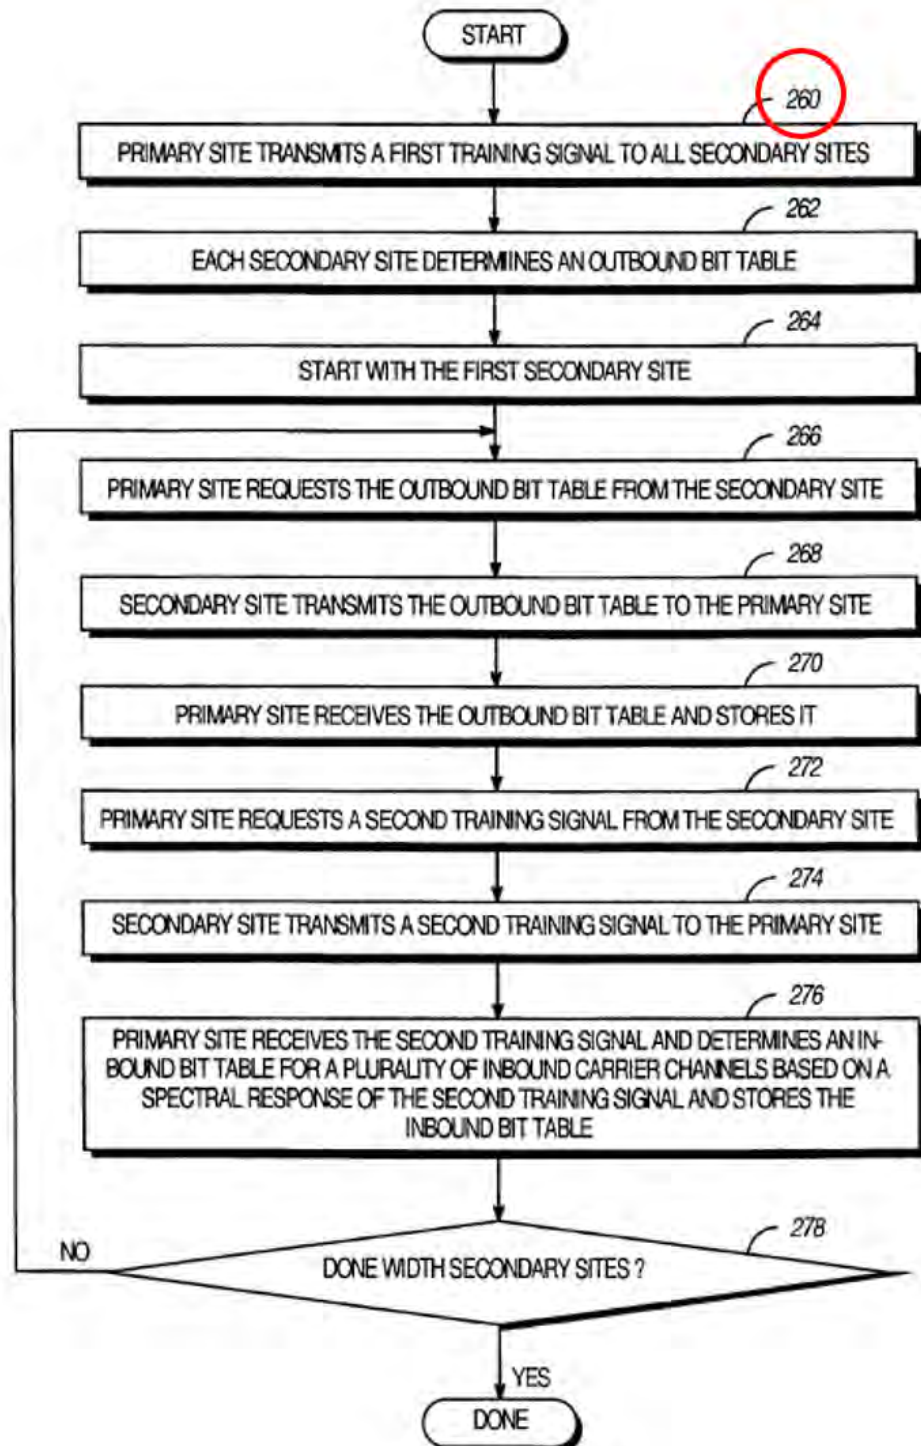 START
260
PRIMARY SITE TRANSMITS A FIRST TRAINING SIGNAL TO ALL SECONDARY SITES
262
EACH SECONDARY SITE DETERMIINES AN OUTBOUND BIT TABLE
264
START WITH THE FIRST SECONDARY SITE
266
PRIMARY SITE REQUESTS THE OUTBOUND BIT TABLE FROM THE SECONDARY SITE
268
SECONDARY SITE TRANSMITS THE OUTBOUND BIT TABLE TO THE PRIMARY SITE
270
PRIMARY SITE RECEIVES THE OUTBOUND BIT TABLE AND STORES IT
272
PRIMARY SITE REQUESTS A SECOND TRAINING SIGNAL FROM THE SECONDARY SITE
274
SECONDARY SITE TRANSMITS A SECOND TRAINING SIGNAL TO THE PRIMARY SITE
276
PRIMARY SITE RECEIVES THE SECOND TRAINING SIGNAL AND DETERMINES AN IN-
BOUND BIT TABLE FOR A PLURALITY OF INBOUND CARRIER CHANNELS BASED ON A
SPECTRAL RESPONSE OF THE SECOND TRAINING SIGNAL AND STORES THE
INBOUND BIT TABLE
278
NO
DONE WIDTH SECONDARY SITES ?
YES
DONE